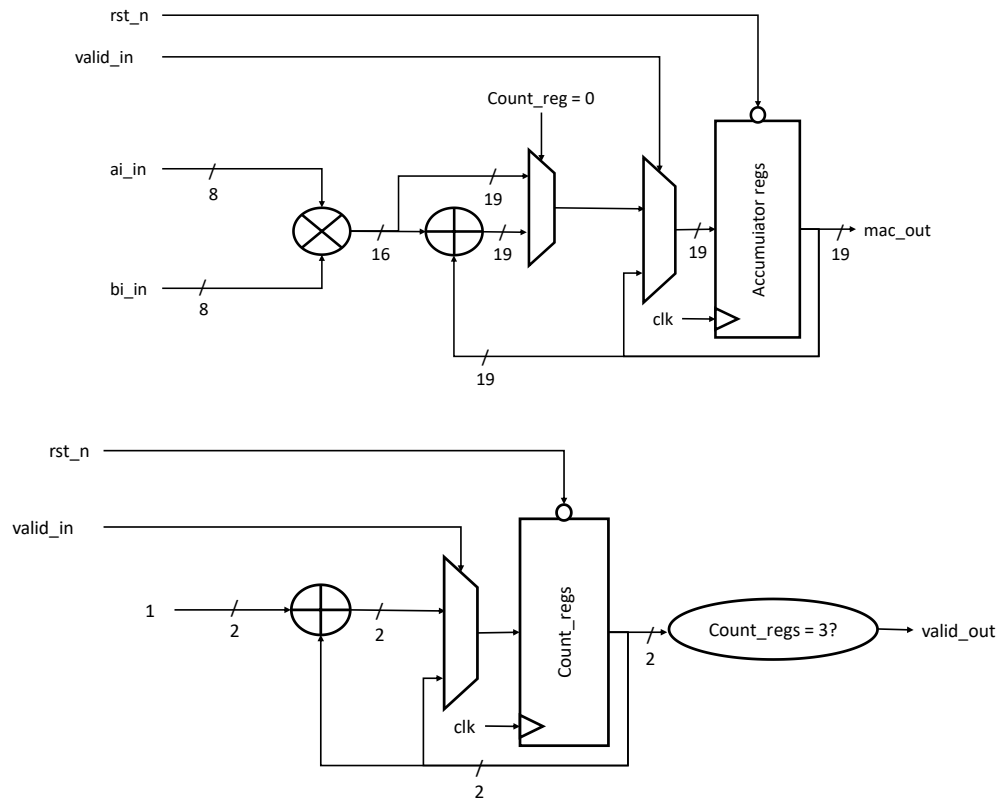 rst_n
valid_in
Count_reg = 0
ai_in
8
19
16
19
19
mac_out
19
Accumuiator regs
bi_in
8
clk
19
rst_n
valid_in
1
2
2
Count_regs
2
Count_regs = 3?
valid_out
clk
2